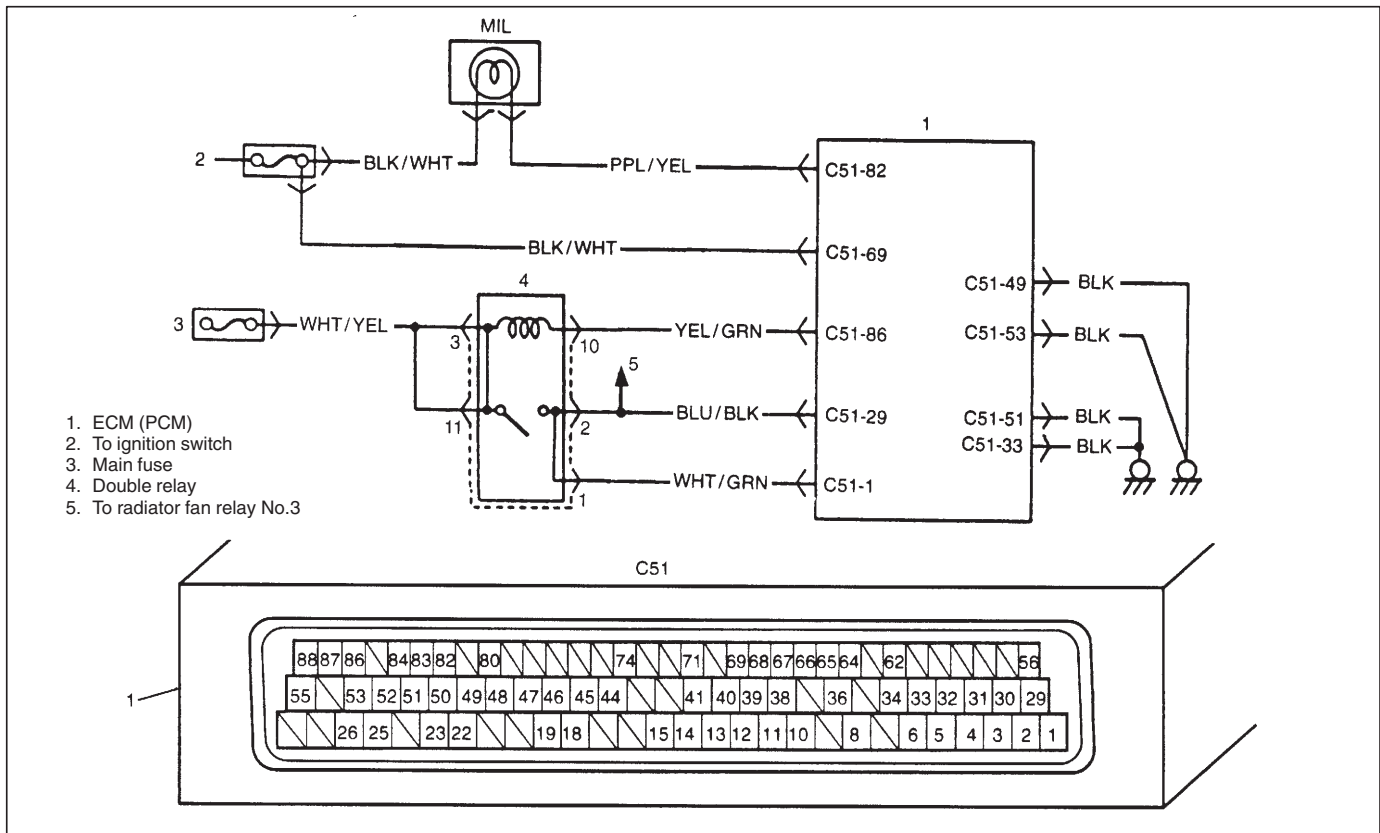 MIL
1
2
BLK/WHT
PPL/YEL
C51-82
BLK/WHT
C51-69
C51-49
BLK
4
3
WHT/YEL
3
10
YEL/GRN
C51-86
C51-53
BLK
5
11
2
BLU/BLK
C51-29
C51-51
BLK
C51-33
BLK
1
WHT/GRN
C51-1
1. ECM (PCM)
2. To ignition switch
3. Main fuse
4. Double relay
5. To radiator fan relay No.3
C51
1
88 87 86 84 83 82 80 74 71 69 68 67 66 65 64 62 56
55 53 52 51 50 49 48 47 46 45 44 41 40 39 38 36 34 33 32 31 30 29
26 25 23 22 19 18 15 14 13 12 11 10 8 6 5 4 3 2 1